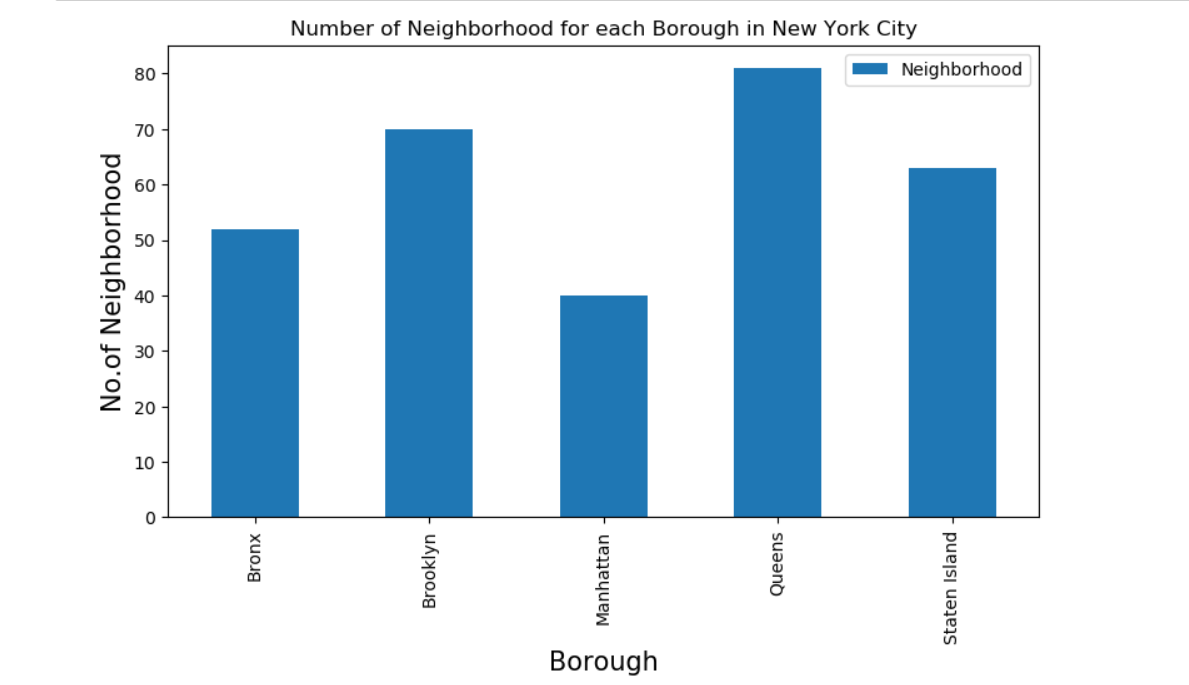 Number of Neighborhood for each Borough in New York City
Neighborhood
No.of Neighborhood
80
70
60
50
40
30
20
10
0
Bronx
Brooklyn
Manhattan
Queens
Staten Island
Borough